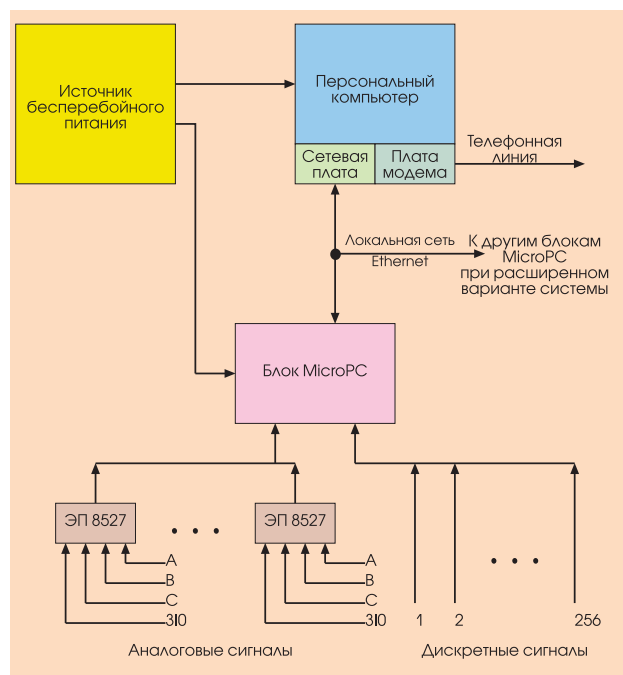 Источник
бесперебойного
питания
Персональный
компьютер
Сетевая
плата
Плата
модема
Телефонная
линия
Локальная сеть
Ethernet
К другим блокам
MicroPC
при расширенном
варианте системы
Блок MicroPC
ЭП 8527
. . .
ЭП 8527
A
B
C
3I0
A
B
C
3I0
. . .
1
2
256
Аналоговые сигналы
Дискретные сигналы